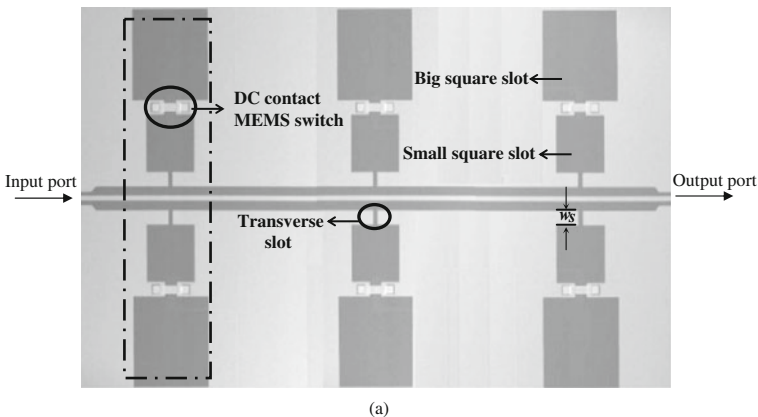 Big square slot
DC contact
MEMS switch
Small square slot
Input port
Output port
Transverse
slot
ws
(a)